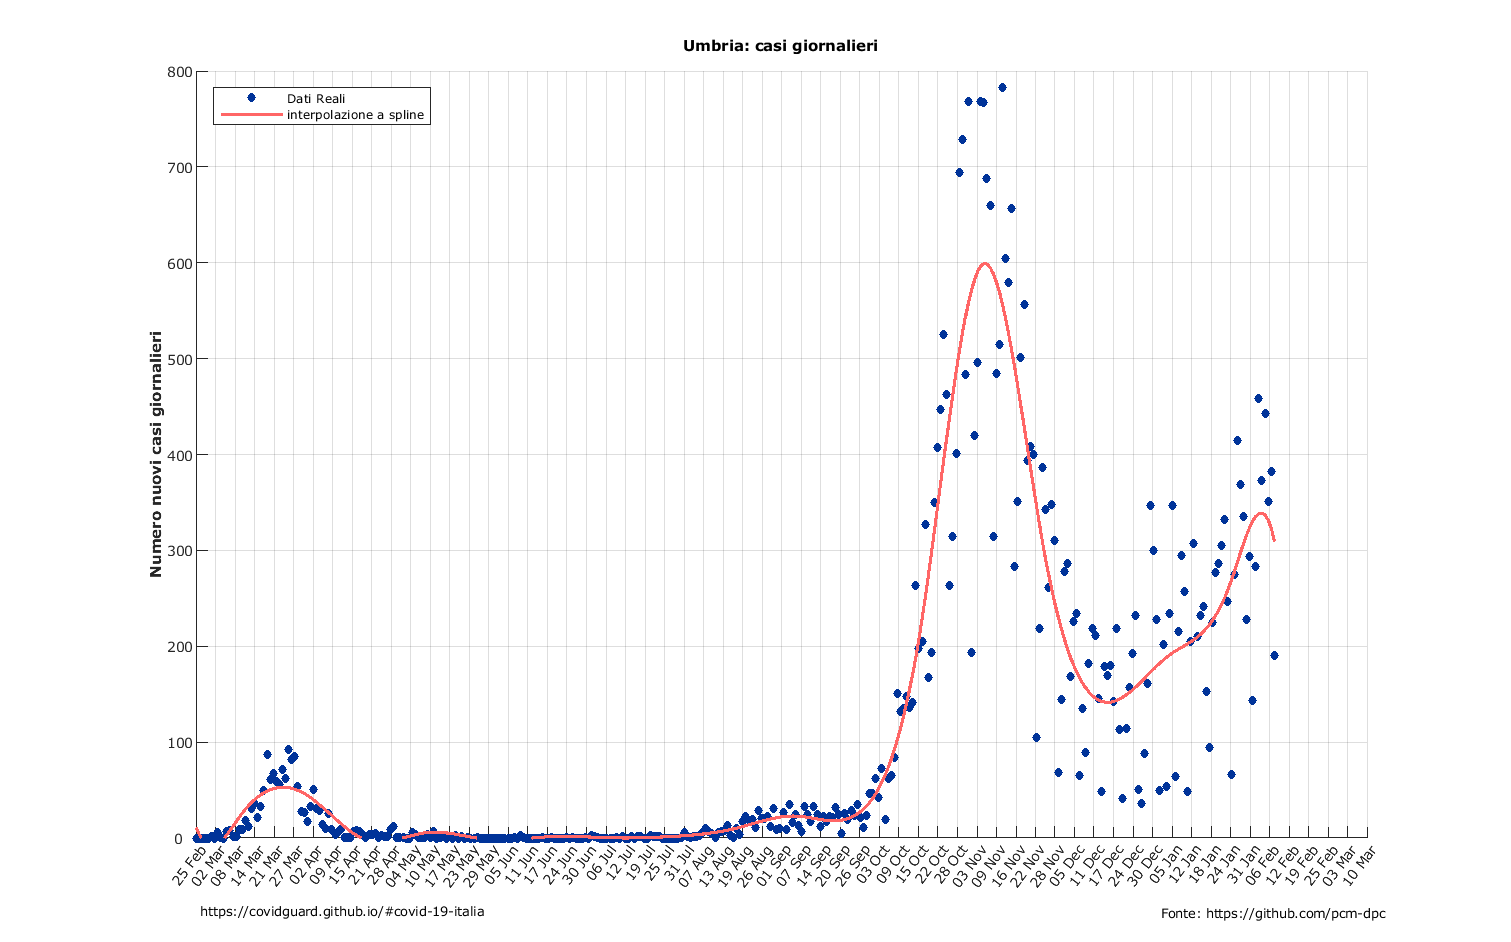 Umbria: casi giornalieri
800
700
600
500
400
300
200
100
0
Numero nuovi casi giornalieri
Dati Reali
interpolazione a spline
25 Feb
02 Mar
08 Mar
14 Mar
21 Mar
27 Mar
02 Apr
09 Apr
15 Apr
21 Apr
28 Apr
04 May
10 May
17 May
23 May
29 May
05 Jun
11 Jun
17 Jun
24 Jun
30 Jun
06 Jul
12 Jul
19 Jul
25 Jul
31 Jul
07 Aug
13 Aug
19 Aug
26 Aug
01 Sep
07 Sep
14 Sep
20 Sep
26 Sep
03 Oct
09 Oct
15 Oct
22 Oct
28 Oct
03 Nov
09 Nov
16 Nov
22 Nov
28 Nov
05 Dec
11 Dec
17 Dec
24 Dec
30 Dec
05 Jan
12 Jan
18 Jan
24 Jan
31 Jan
06 Feb
12 Feb
19 Feb
25 Feb
03 Mar
10 Mar
https://covidguard.github.io/#covid-19-italia
Fonte: https://github.com/pcm-dpc